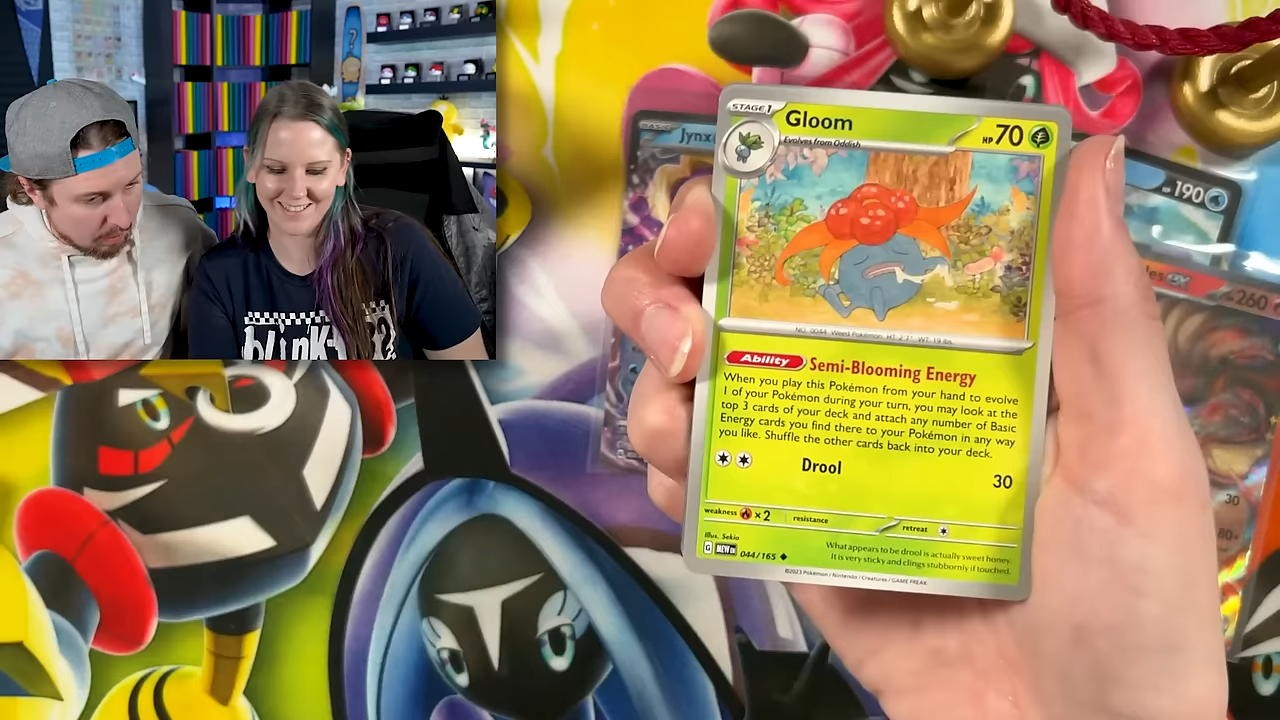 blink-
BASIC Jynx
190
ex 260
30
80+
STAGE 1 Gloom HP 70
Evolves from Oddish
NO. 0044 Weed Pokémon HT: 2'7" WT: 19 lbs.
Ability Semi-Blooming Energy
When you play this Pokémon from your hand to evolve
1 of your Pokémon during your turn, you may look at the
top 3 cards of your deck and attach any number of Basic
Energy cards you find there to your Pokémon in any way
you like. Shuffle the other cards back into your deck.
Drool 30
weakness ×2 resistance retreat
Illus. Sekio
G MEW EN 044/165
What appears to be drool is actually sweet honey.
It is very sticky and clings stubbornly if touched.
©2023 Pokémon / Nintendo / Creatures / GAME FREAK